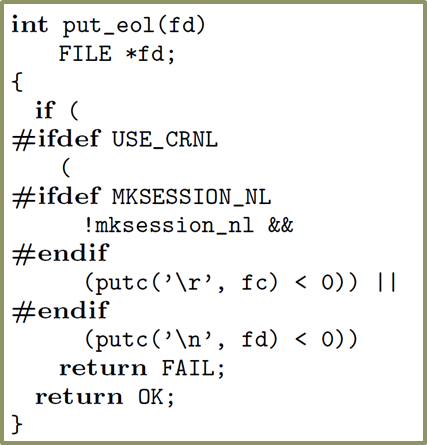 int put_eol(fd)
FILE *fd;
{
if (
#ifdef USE_CRNL
(
#ifdef MKSESSION_NL
!mksession_nl &&
#endif
(putc('\r', fc) < 0)) ||
#endif
(putc('\n', fd) < 0))
return FAIL;
return OK;
}